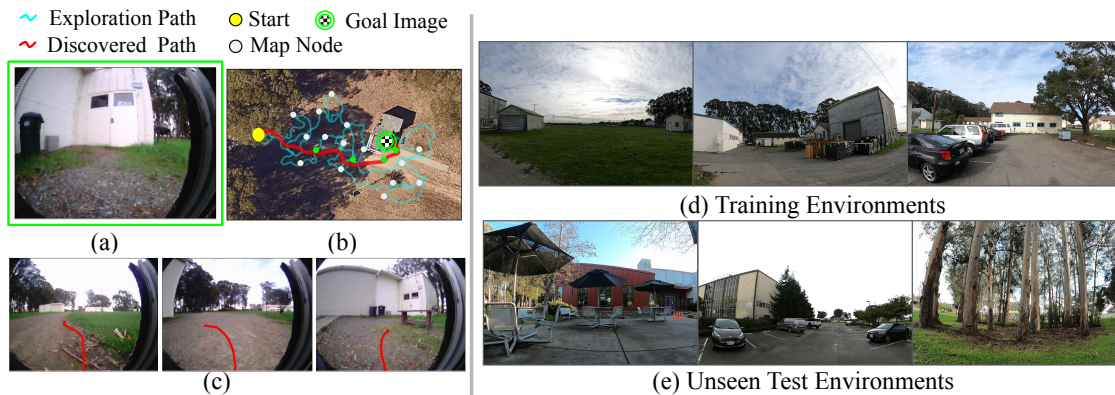 Exploration Path
Start
Goal Image
Discovered Path
Map Node
(a)
(b)
(c)
(d) Training Environments
(e) Unseen Test Environments